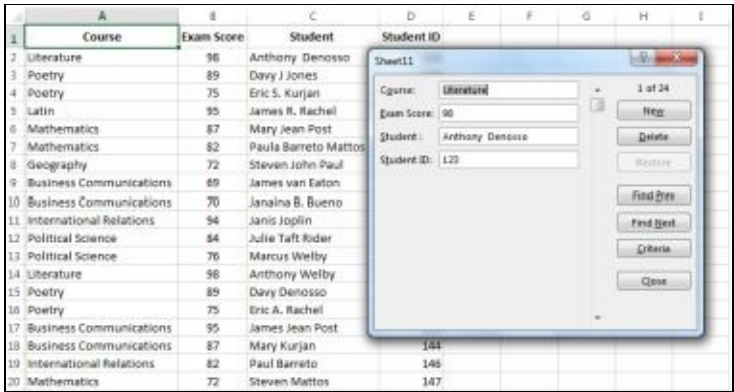 A B C D E F G H I
1 Course Exam Score Student Student ID
2 Literature 98 Anthony Denosso
3 Poetry 89 Davy J Jones
4 Poetry 75 Eric S. Kurjan
5 Latin 95 James R. Rachel
6 Mathematics 87 Mary Jean Post
7 Mathematics 82 Paula Barreto Mattos
8 Geography 72 Steven John Paul
9 Business Communications 69 James van Eaton
10 Business Communications 70 Janaina B. Bueno
11 International Relations 94 Janis Joplin
12 Political Science 84 Julie Taft Rider
13 Political Science 76 Marcus Welby
14 Literature 98 Anthony Welby
15 Poetry 89 Davy Denosso
16 Poetry 75 Eric A. Rachel
17 Business Communications 95 James Jean Post
18 Business Communications 87 Mary Kurjan 144
19 International Relations 82 Paul Barreto 146
20 Mathematics 72 Steven Mattos 147
Sheet11
Course: Literature
Exam Score: 98
Student: Anthony Denosso
Student ID: 123
1 of 24
New
Delete
Restore
Find Prev
Find Next
Criteria
Close